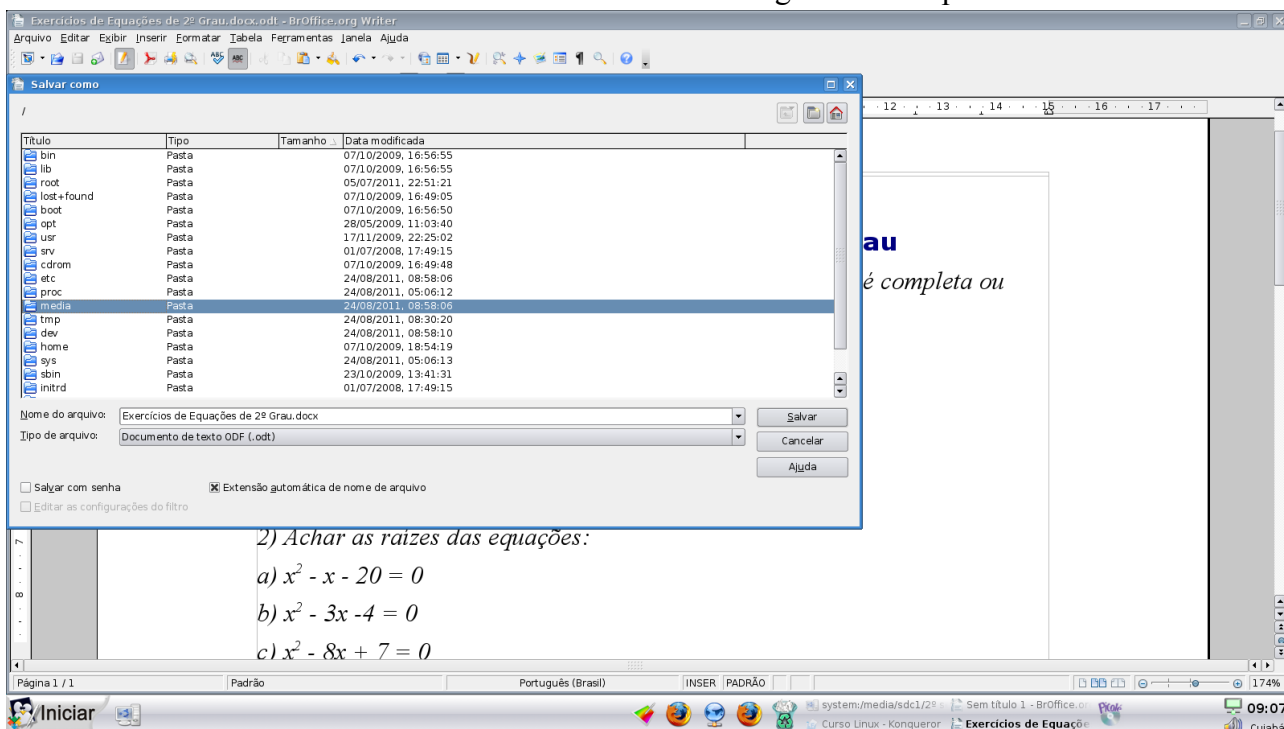 Exercícios de Equações de 2º Grau.docx.odt - BrOffice.org Writer
Arquivo Editar Exibir Inserir Formatar Tabela Ferramentas Janela Ajuda
Salvar como
/
Título Tipo Tamanho Data modificada
bin Pasta 07/10/2009, 16:56:55
lib Pasta 07/10/2009, 16:56:55
root Pasta 05/07/2011, 22:51:21
lost+found Pasta 07/10/2009, 16:49:05
boot Pasta 07/10/2009, 16:56:50
opt Pasta 28/05/2009, 11:03:40
usr Pasta 17/11/2009, 22:25:02
srv Pasta 01/07/2008, 17:49:15
cdrom Pasta 07/10/2009, 16:49:48
etc Pasta 24/08/2011, 08:58:06
proc Pasta 24/08/2011, 05:06:12
media Pasta 24/08/2011, 08:58:06
tmp Pasta 24/08/2011, 08:30:20
dev Pasta 24/08/2011, 08:58:10
home Pasta 07/10/2009, 18:54:19
sys Pasta 24/08/2011, 05:06:13
sbin Pasta 23/10/2009, 13:41:31
initrd Pasta 01/07/2008, 17:49:15
Nome do arquivo: Exercícios de Equações de 2º Grau.docx Salvar
Tipo de arquivo: Documento de texto ODF (.odt) Cancelar
Ajuda
Salvar com senha Extensão automática de nome de arquivo
Editar as configurações do filtro
12 13 14 15 16 17
au
é completa ou
7
8
2) Achar as raízes das equações:
a) x² - x - 20 = 0
b) x² - 3x -4 = 0
c) x² - 8x + 7 = 0
Página 1 / 1 Padrão Português (Brasil) INSER PADRÃO 174%
Iniciar
system:/media/sdc1/2º Sem título 1 - BrOffice.o
Curso Linux - Konqueror Exercícios de Equaçõe
09:07
Cuiabá